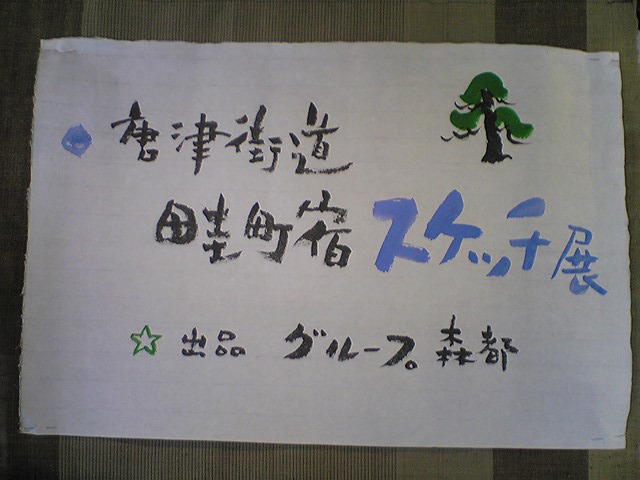 唐津街道
畦町宿スケッチ展
出品 グループ 森都